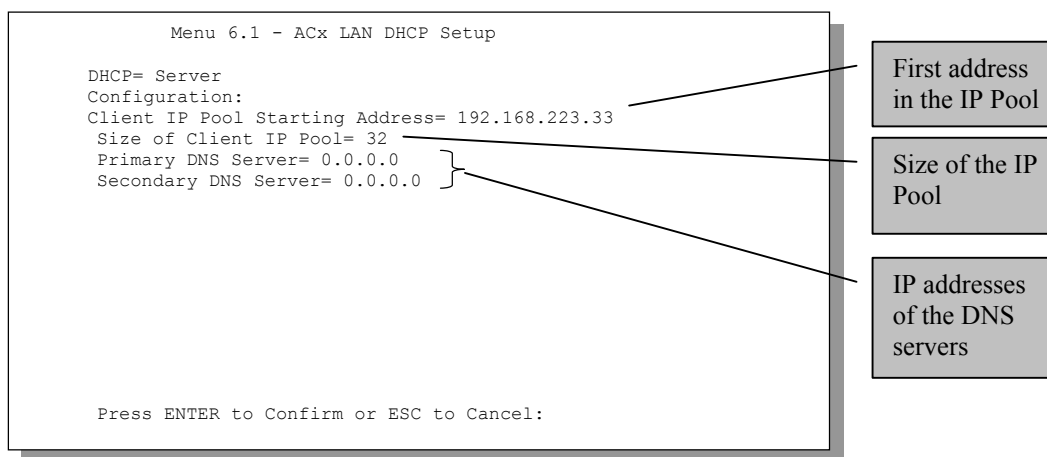 Menu 6.1 - ACx LAN DHCP Setup
DHCP= Server
Configuration:
Client IP Pool Starting Address= 192.168.223.33
Size of Client IP Pool= 32
Primary DNS Server= 0.0.0.0
Secondary DNS Server= 0.0.0.0
Press ENTER to Confirm or ESC to Cancel:
First address
in the IP Pool
Size of the IP
Pool
IP addresses
of the DNS
servers